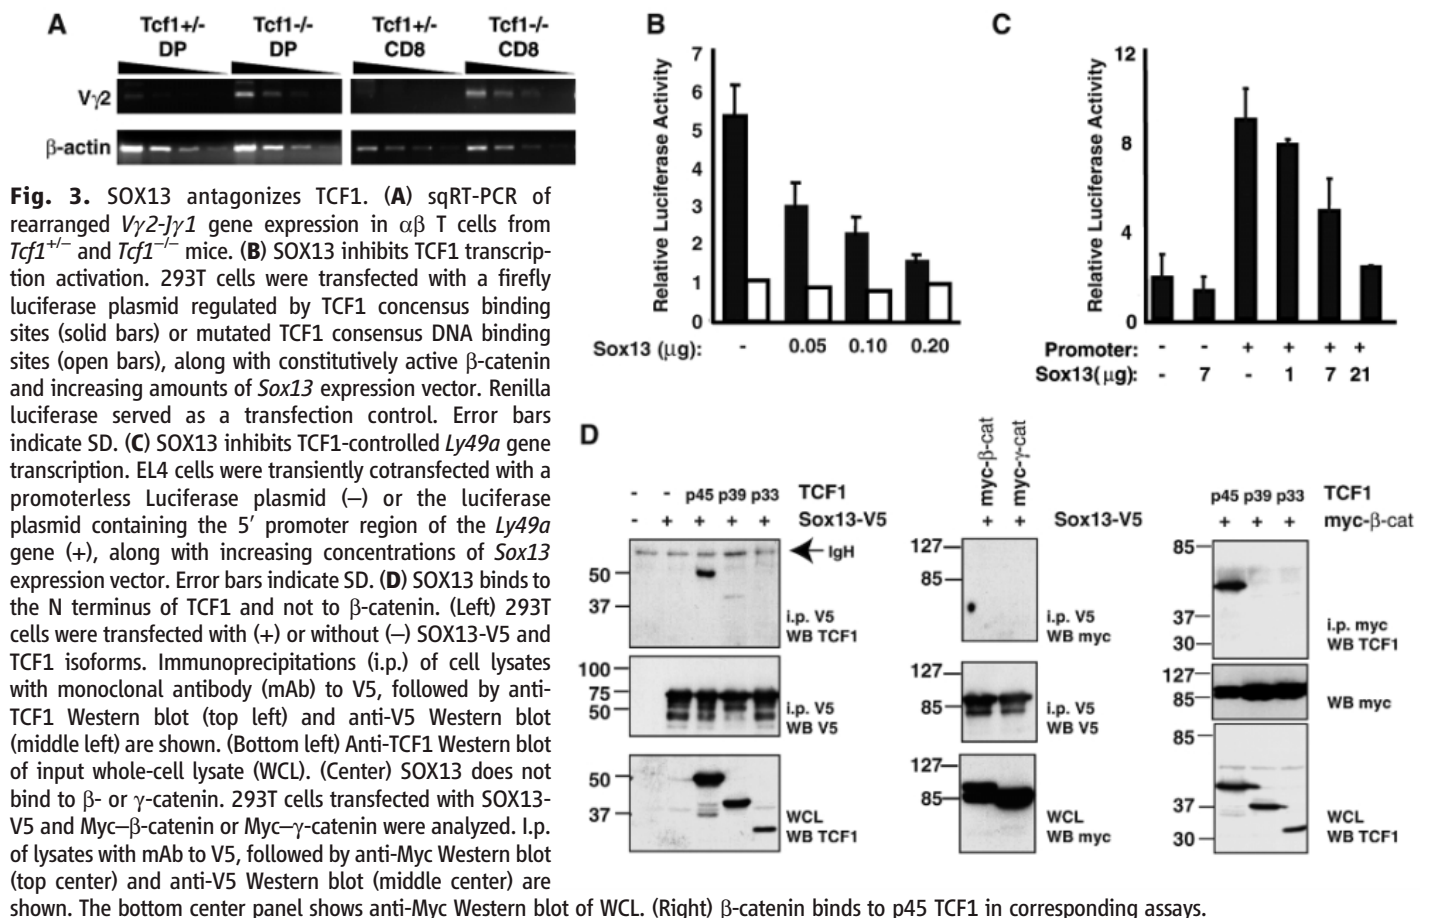 A
Tcf1+/- Tcf1-/- Tcf1+/- Tcf1-/-
DP DP CD8 CD8
Vγ2
β-actin
Fig. 3. SOX13 antagonizes TCF1. (A) sqRT-PCR of
rearranged Vγ2-Jγ1 gene expression in αβ T cells from
Tcf1+/– and Tcf1–/– mice. (B) SOX13 inhibits TCF1 transcrip-
tion activation. 293T cells were transfected with a firefly
luciferase plasmid regulated by TCF1 concensus binding
sites (solid bars) or mutated TCF1 consensus DNA binding
sites (open bars), along with constitutively active β-catenin
and increasing amounts of Sox13 expression vector. Renilla
luciferase served as a transfection control. Error bars
indicate SD. (C) SOX13 inhibits TCF1-controlled Ly49a gene
transcription. EL4 cells were transiently cotransfected with a
promoterless Luciferase plasmid (–) or the luciferase
plasmid containing the 5′ promoter region of the Ly49a
gene (+), along with increasing concentrations of Sox13
expression vector. Error bars indicate SD. (D) SOX13 binds to
the N terminus of TCF1 and not to β-catenin. (Left) 293T
cells were transfected with (+) or without (–) SOX13-V5 and
TCF1 isoforms. Immunoprecipitations (i.p.) of cell lysates
with monoclonal antibody (mAb) to V5, followed by anti-
TCF1 Western blot (top left) and anti-V5 Western blot
(middle left) are shown. (Bottom left) Anti-TCF1 Western blot
of input whole-cell lysate (WCL). (Center) SOX13 does not
bind to β- or γ-catenin. 293T cells transfected with SOX13-
V5 and Myc–β-catenin or Myc–γ-catenin were analyzed. I.p.
of lysates with mAb to V5, followed by anti-Myc Western blot
(top center) and anti-V5 Western blot (middle center) are
shown. The bottom center panel shows anti-Myc Western blot of WCL. (Right) β-catenin binds to p45 TCF1 in corresponding assays.
B
Relative Luciferase Activity
7
6
5
4
3
2
1
0
Sox13 (μg): - 0.05 0.10 0.20
C
Relative Luciferase Activity
12
8
4
0
Promoter: - - + + + +
Sox13(μg): - 7 - 1 7 21
D
- - p45 p39 p33 TCF1
- + + + + Sox13-V5
IgH
50
37
i.p. V5
WB TCF1
100
75
50
i.p. V5
WB V5
50
37
WCL
WB TCF1
myc-β-cat
myc-γ-cat
+ + Sox13-V5
127
85
i.p. V5
WB myc
127
85
i.p. V5
WB V5
127
85
WCL
WB myc
p45 p39 p33 TCF1
+ + + myc-β-cat
85
37
30
i.p. myc
WB TCF1
127
85
WB myc
85
37
30
WCL
WB TCF1